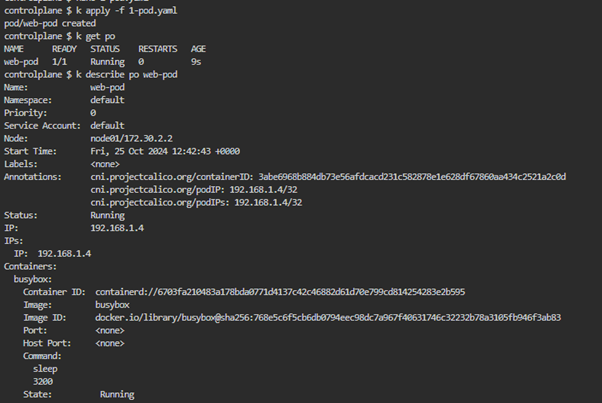 controlplane $ k apply -f 1-pod.yaml
pod/web-pod created
controlplane $ k get po
NAME      READY   STATUS    RESTARTS   AGE
web-pod   1/1     Running   0          9s
controlplane $ k describe po web-pod
Name:             web-pod
Namespace:        default
Priority:         0
Service Account:  default
Node:             node01/172.30.2.2
Start Time:       Fri, 25 Oct 2024 12:42:43 +0000
Labels:           <none>
Annotations:      cni.projectcalico.org/containerID: 3abe6968b884db73e56afdcacd231c582878e1e628df67860aa434c2521a2c0d
                  cni.projectcalico.org/podIP: 192.168.1.4/32
                  cni.projectcalico.org/podIPs: 192.168.1.4/32
Status:           Running
IP:               192.168.1.4
IPs:
  IP:  192.168.1.4
Containers:
  busybox:
    Container ID:  containerd://6703fa210483a178bda0771d4137c42c46882d61d70e799cd814254283e2b595
    Image:         busybox
    Image ID:      docker.io/library/busybox@sha256:768e5c6f5cb6db0794eec98dc7a967f40631746c32232b78a3105fb946f3ab83
    Port:          <none>
    Host Port:     <none>
    Command:
      sleep
      3200
    State:          Running